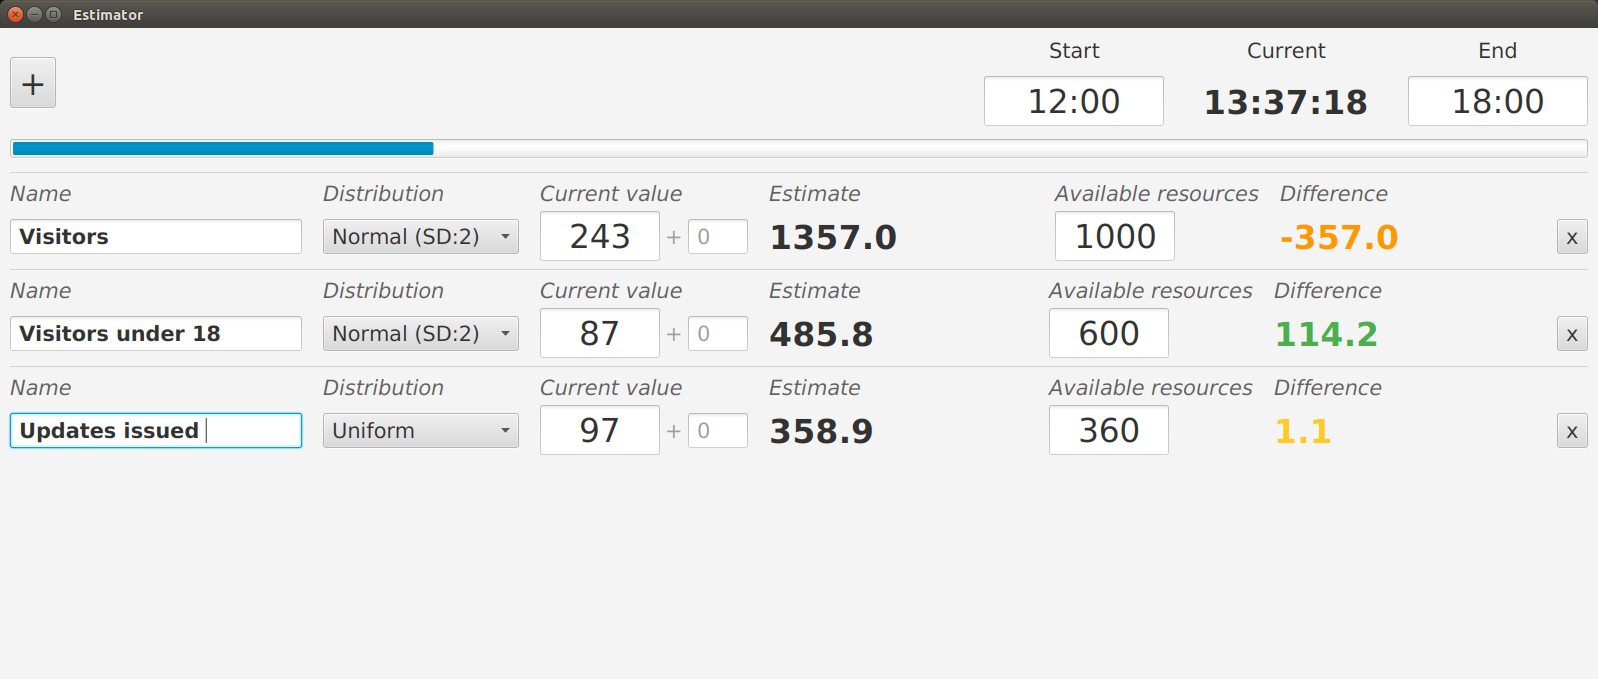 Estimator
Start Current End
+ 12:00 13:37:18 18:00
Name Distribution Current value Estimate Available resources Difference
Visitors Normal (SD:2) 243 + 0 1357.0 1000 -357.0 x
Name Distribution Current value Estimate Available resources Difference
Visitors under 18 Normal (SD:2) 87 + 0 485.8 600 114.2 x
Name Distribution Current value Estimate Available resources Difference
Updates issued Uniform 97 + 0 358.9 360 1.1 x